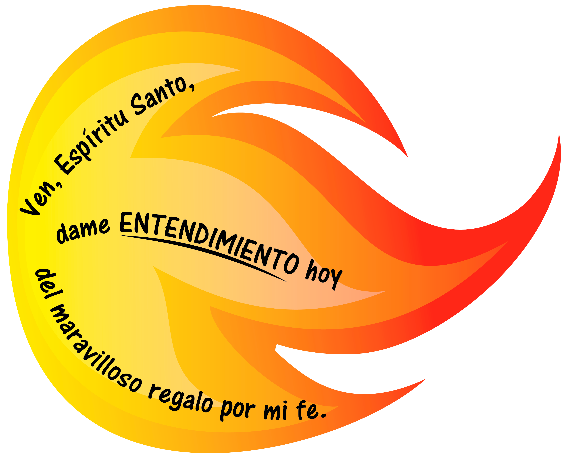 Ven, Espíritu Santo,
dame ENTENDIMIENTO hoy
del maravilloso regalo por mi fe.